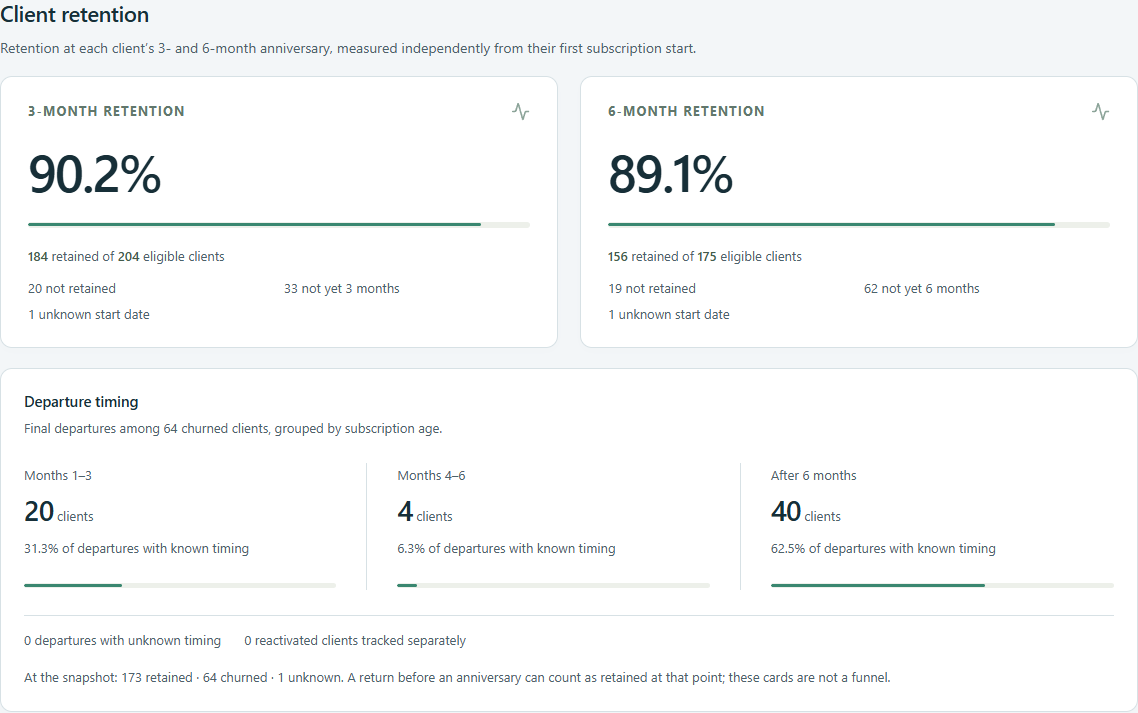 Client retention
Retention at each client's 3- and 6-month anniversary, measured independently from their first subscription start.
3-MONTH RETENTION
90.2%
184 retained of 204 eligible clients
20 not retained
33 not yet 3 months
1 unknown start date
6-MONTH RETENTION
89.1%
156 retained of 175 eligible clients
19 not retained
62 not yet 6 months
1 unknown start date
Departure timing
Final departures among 64 churned clients, grouped by subscription age.
Months 1–3
20 clients
31.3% of departures with known timing
Months 4–6
4 clients
6.3% of departures with known timing
After 6 months
40 clients
62.5% of departures with known timing
0 departures with unknown timing
0 reactivated clients tracked separately
At the snapshot: 173 retained · 64 churned · 1 unknown. A return before an anniversary can count as retained at that point; these cards are not a funnel.